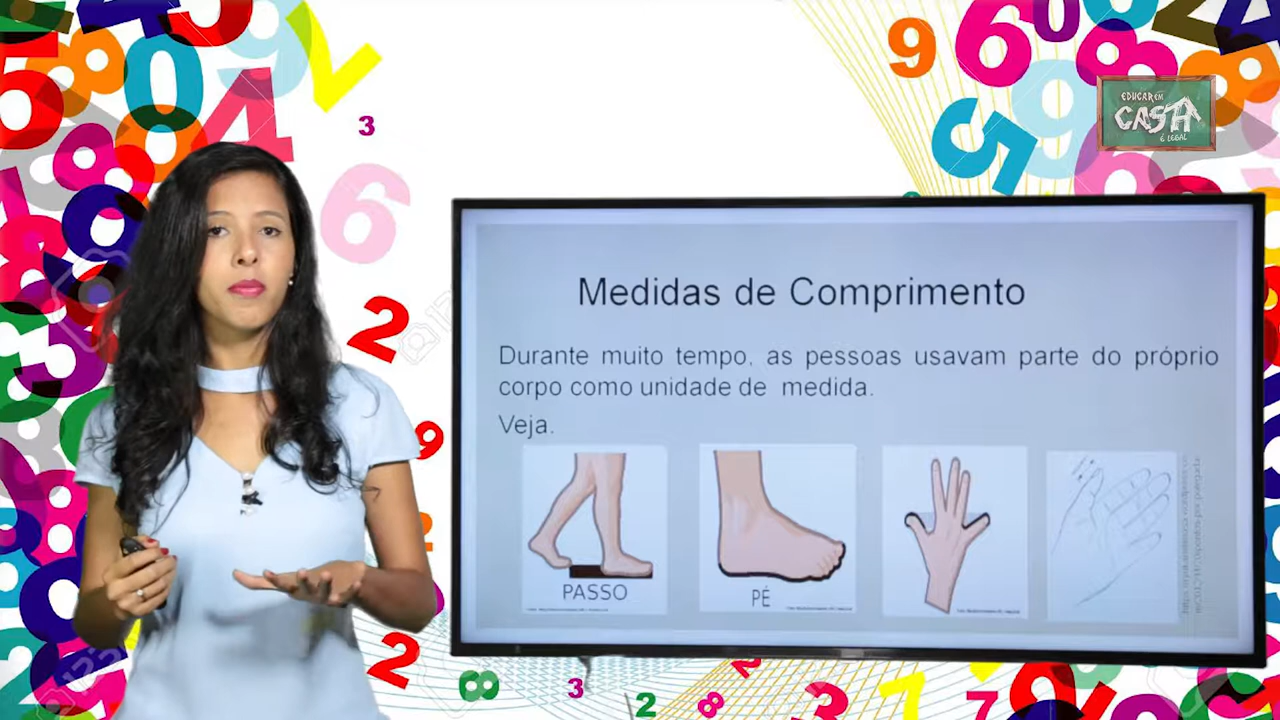 EDUCAR EM
CASA
É LEGAL
Medidas de Comprimento
Durante muito tempo, as pessoas usavam parte do próprio
corpo como unidade de medida.
Veja.
PASSO
PÉ